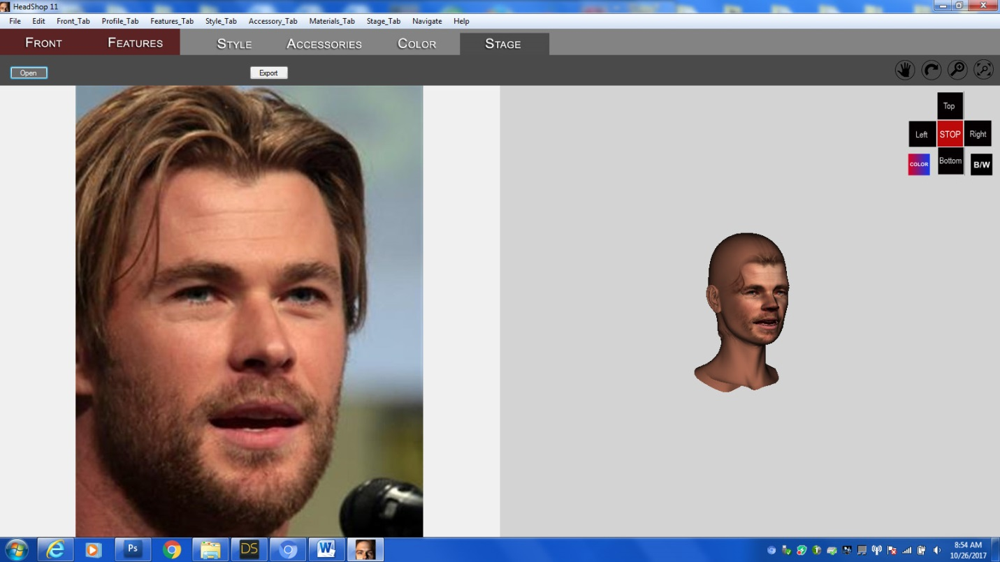 HeadShop 11
File Edit Front_Tab Profile_Tab Features_Tab Style_Tab Accessory_Tab Materials_Tab Stage_Tab Navigate Help
FRONT FEATURES STYLE ACCESSORIES COLOR STAGE
Open Export
Top
Left STOP Right
COLOR Bottom B/W
Ps DS W
8:54 AM
10/26/2017